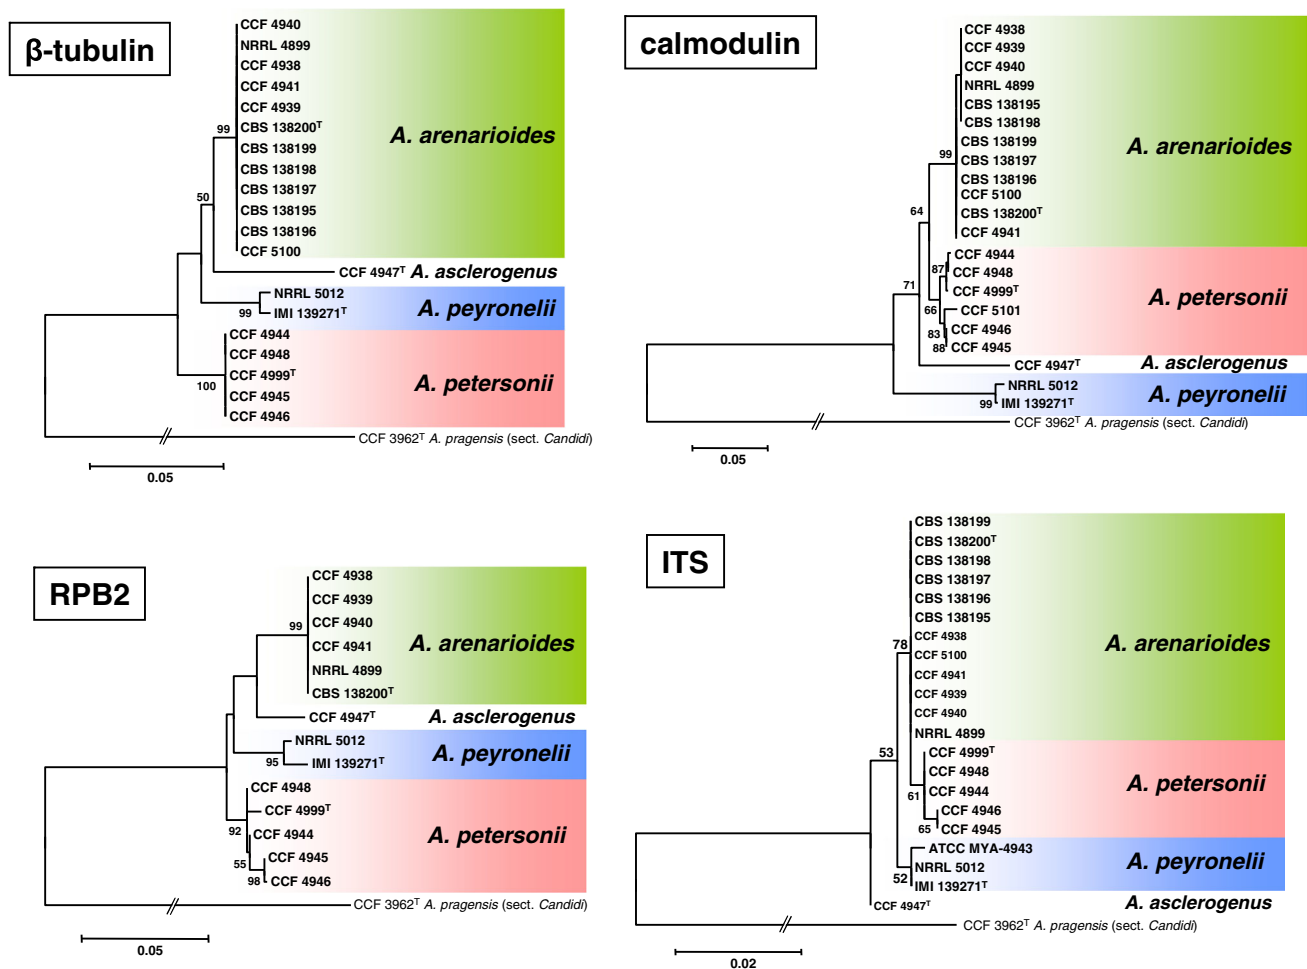 β-tubulin
CCF 4940
NRRL 4899
CCF 4938
CCF 4941
CCF 4939
CBS 138200ᵀ
CBS 138199
CBS 138198
CBS 138197
CBS 138195
CBS 138196
CCF 5100
A. arenarioides
99
50
CCF 4947ᵀ A. asclerogenus
NRRL 5012
IMI 139271ᵀ
99
A. peyronelii
CCF 4944
CCF 4948
CCF 4999ᵀ
CCF 4945
CCF 4946
100
A. petersonii
CCF 3962ᵀ A. pragensis (sect. Candidi)
0.05
calmodulin
CCF 4938
CCF 4939
CCF 4940
NRRL 4899
CBS 138195
CBS 138198
CBS 138199
CBS 138197
CBS 138196
CCF 5100
CBS 138200ᵀ
CCF 4941
A. arenarioides
99
64
71
CCF 4944
CCF 4948
CCF 4999ᵀ
CCF 5101
CCF 4946
CCF 4945
87
66
83
88
A. petersonii
CCF 4947ᵀ A. asclerogenus
NRRL 5012
IMI 139271ᵀ
99
A. peyronelii
CCF 3962ᵀ A. pragensis (sect. Candidi)
0.05
RPB2
CCF 4938
CCF 4939
CCF 4940
CCF 4941
NRRL 4899
CBS 138200ᵀ
99
A. arenarioides
CCF 4947ᵀ A. asclerogenus
NRRL 5012
IMI 139271ᵀ
95
A. peyronelii
CCF 4948
CCF 4999ᵀ
CCF 4944
CCF 4945
CCF 4946
92
55
98
A. petersonii
CCF 3962ᵀ A. pragensis (sect. Candidi)
0.05
ITS
CBS 138199
CBS 138200ᵀ
CBS 138198
CBS 138197
CBS 138196
CBS 138195
CCF 4938
CCF 5100
CCF 4941
CCF 4939
CCF 4940
NRRL 4899
78
A. arenarioides
53
CCF 4999ᵀ
CCF 4948
CCF 4944
CCF 4946
CCF 4945
61
65
A. petersonii
ATCC MYA-4943
NRRL 5012
IMI 139271ᵀ
52
A. peyronelii
CCF 4947ᵀ A. asclerogenus
CCF 3962ᵀ A. pragensis (sect. Candidi)
0.02